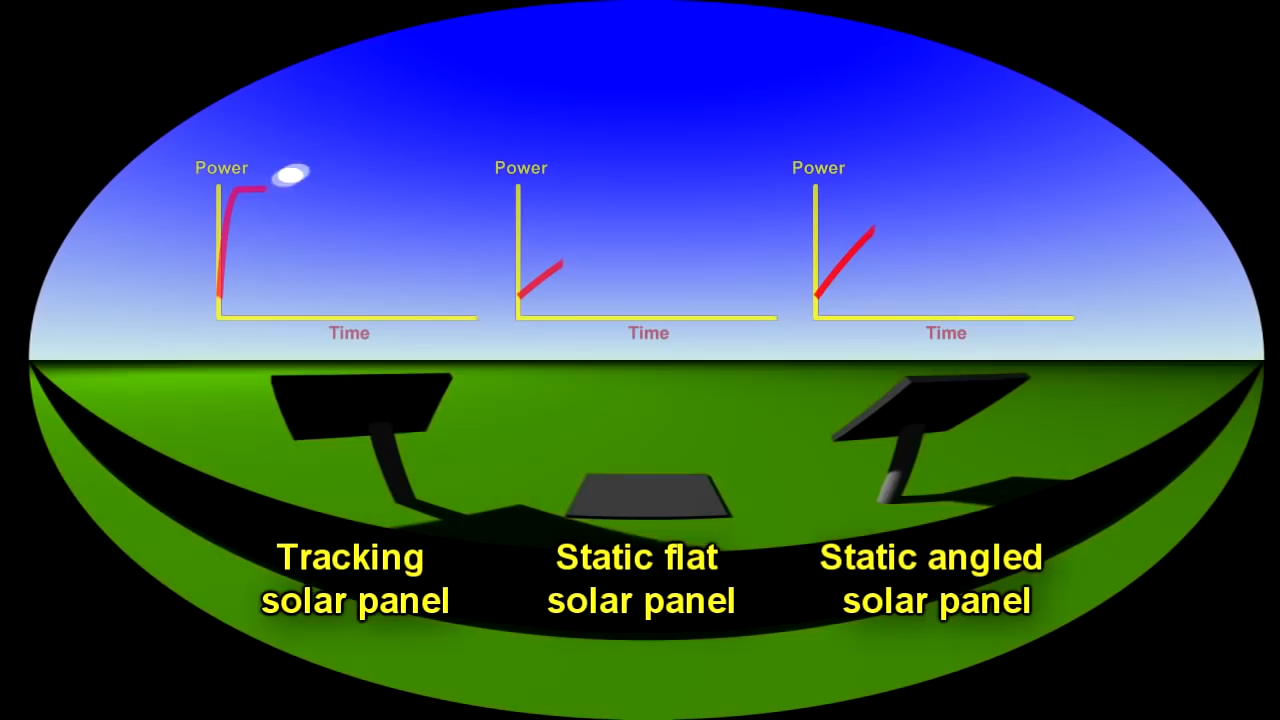 Power
Power
Power
Time
Time
Time
Tracking
solar panel
Static flat
solar panel
Static angled
solar panel